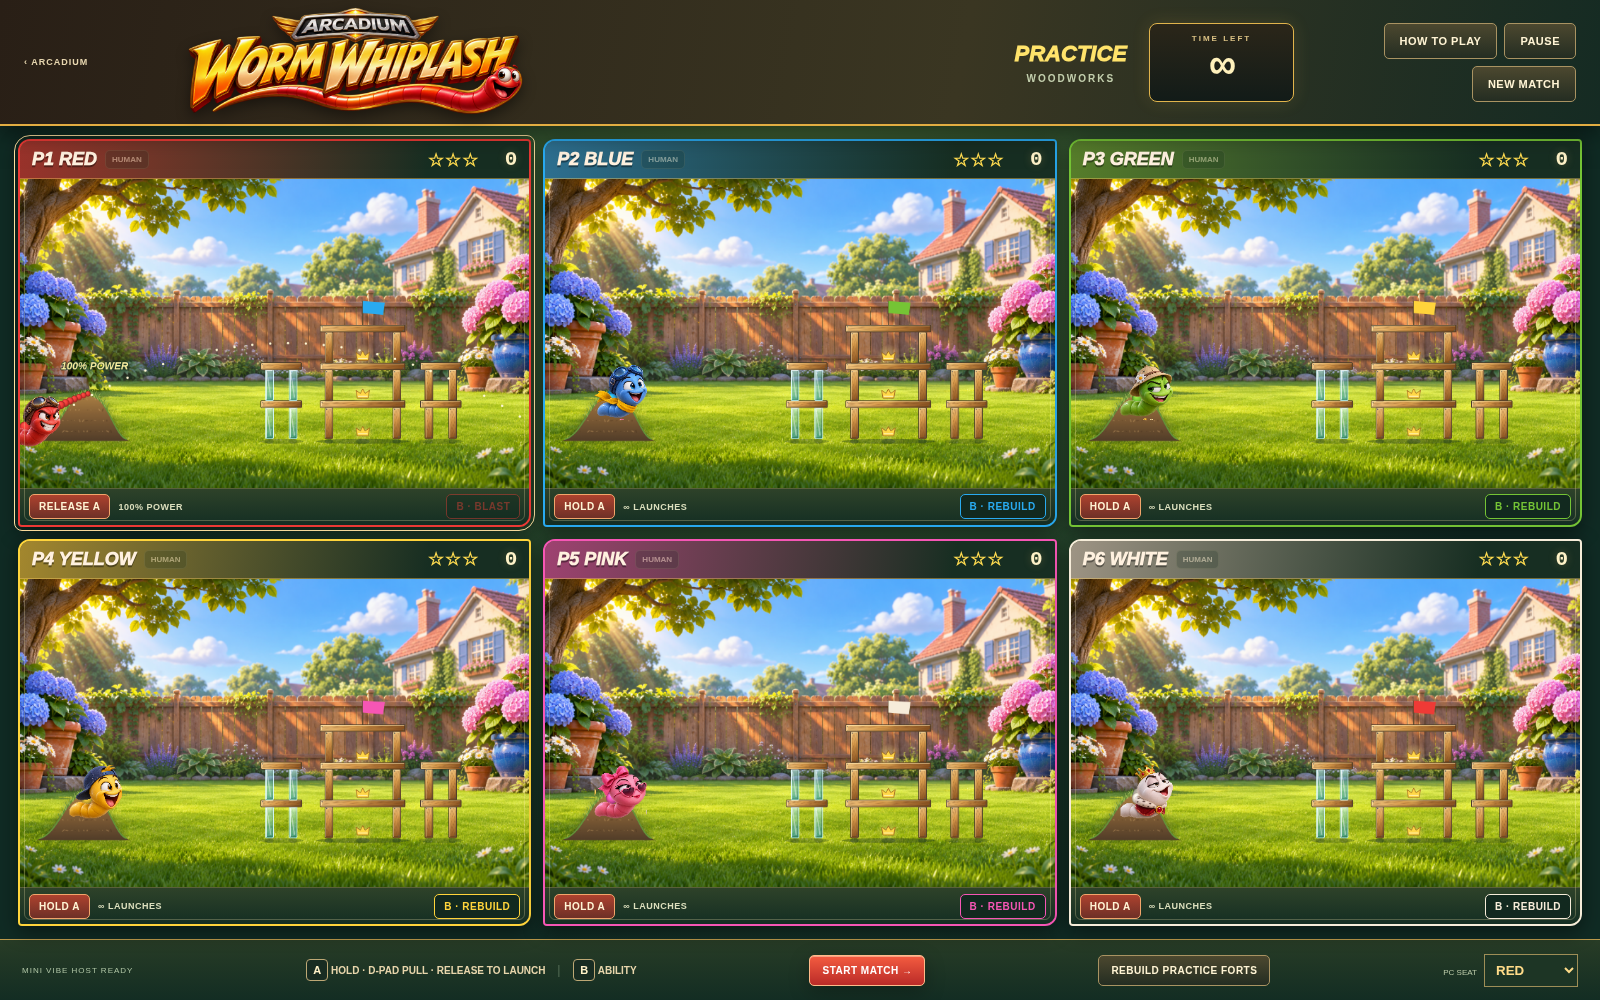 ‹ ARCADIUM
ARCADIUM
WORM WHIPLASH
PRACTICE
WOODWORKS
TIME LEFT
∞
HOW TO PLAY
PAUSE
NEW MATCH
P1 RED HUMAN ☆☆☆ 0
100% POWER
RELEASE A 100% POWER B · BLAST
P2 BLUE HUMAN ☆☆☆ 0
HOLD A ∞ LAUNCHES B · REBUILD
P3 GREEN HUMAN ☆☆☆ 0
HOLD A ∞ LAUNCHES B · REBUILD
P4 YELLOW HUMAN ☆☆☆ 0
HOLD A ∞ LAUNCHES B · REBUILD
P5 PINK HUMAN ☆☆☆ 0
HOLD A ∞ LAUNCHES B · REBUILD
P6 WHITE HUMAN ☆☆☆ 0
HOLD A ∞ LAUNCHES B · REBUILD
MINI VIBE HOST READY
A HOLD · D-PAD PULL · RELEASE TO LAUNCH | B ABILITY
START MATCH →
REBUILD PRACTICE FORTS
PC SEAT RED